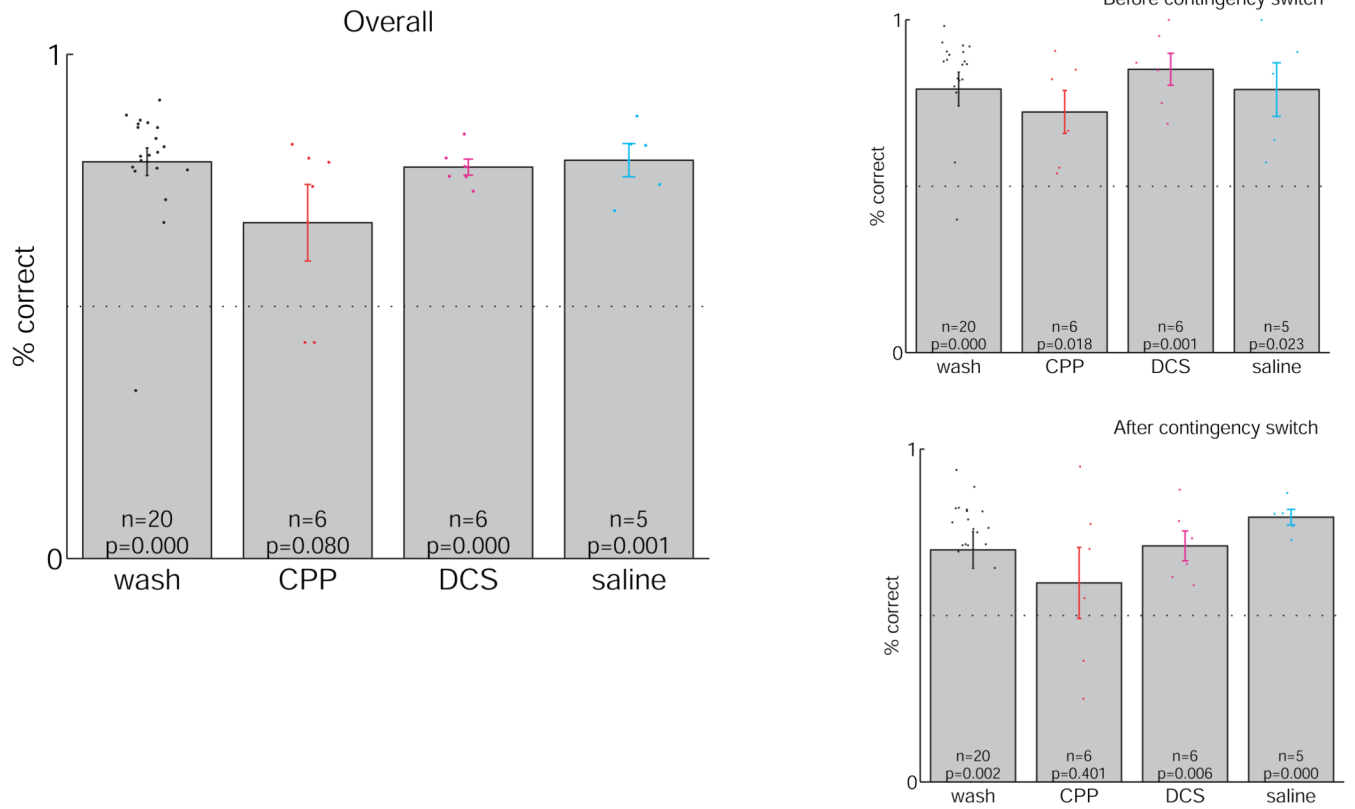 Overall
1
% correct
0
n=20
p=0.000
n=6
p=0.080
n=6
p=0.000
n=5
p=0.001
wash
CPP
DCS
saline
Before contingency switch
1
% correct
0
n=20
p=0.000
n=6
p=0.018
n=6
p=0.001
n=5
p=0.023
wash
CPP
DCS
saline
After contingency switch
1
% correct
0
n=20
p=0.002
n=6
p=0.401
n=6
p=0.006
n=5
p=0.000
wash
CPP
DCS
saline